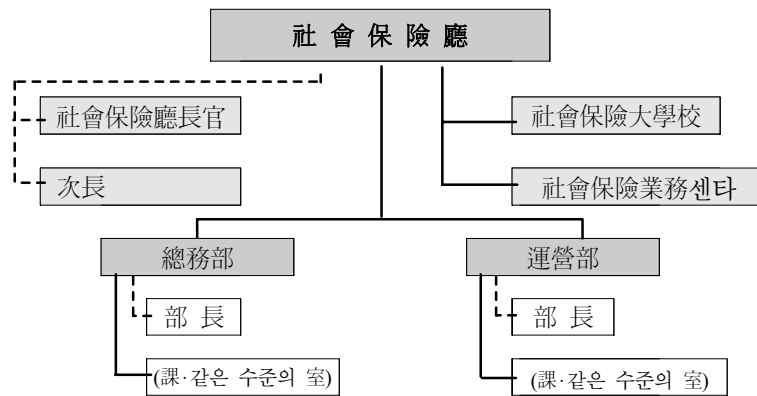 社 會 保 險 廳
社會保險廳長官
社會保險大學校
次長
社會保險業務센타
總務部
運營部
部 長
部 長
(課·같은 수준의 室)
(課·같은 수준의 室)